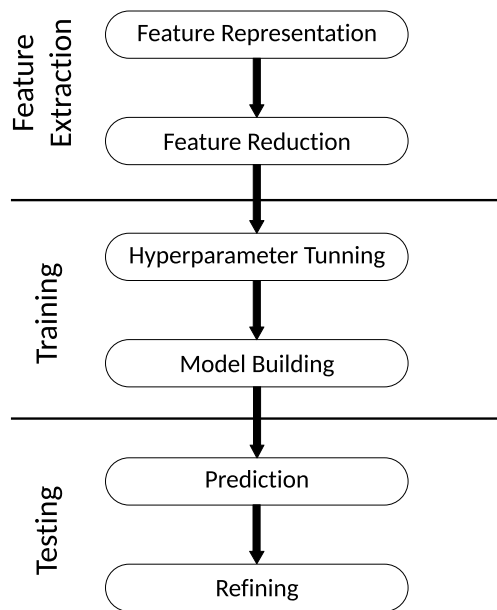 Feature
Extraction
Feature Representation
Feature Reduction
Training
Hyperparameter Tunning
Model Building
Testing
Prediction
Refining